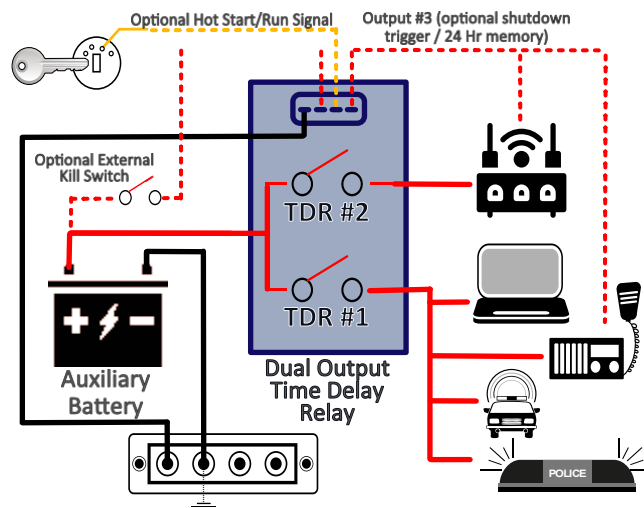 Optional Hot Start/Run Signal
Output #3 (optional shutdown
trigger / 24 Hr memory)
Optional External
Kill Switch
TDR #2
TDR #1
Auxiliary
Battery
Dual Output
Time Delay
Relay
POLICE